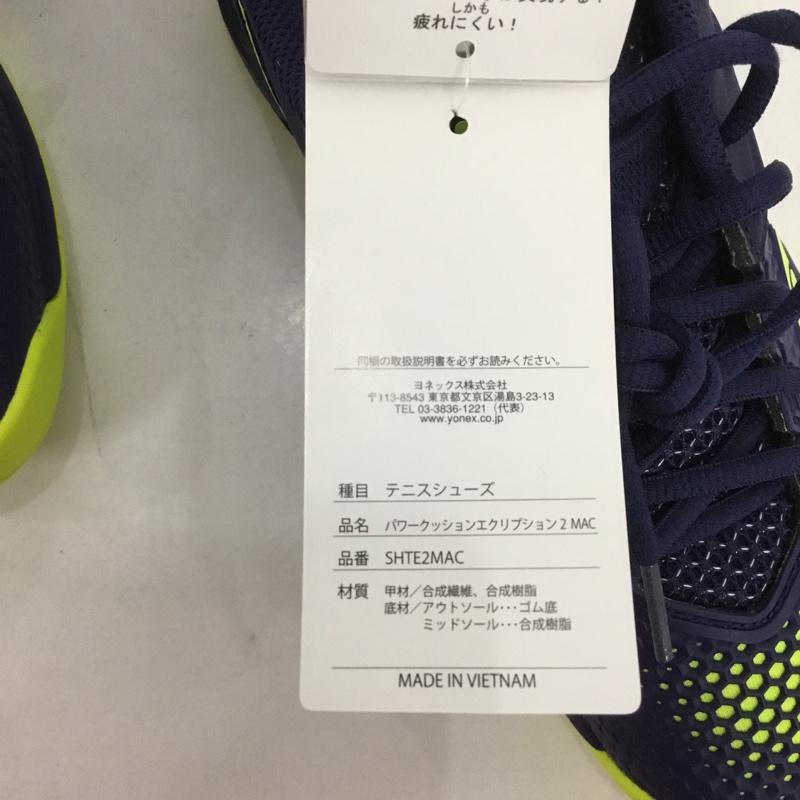 しかも
疲れにくい!
同梱の取扱説明書を必ずお読みください。
ヨネックス株式会社
〒113-8543 東京都文京区湯島3-23-13
TEL 03-3836-1221(代表)
www.yonex.co.jp
種目 テニスシューズ
品名 パワークッションエクリプション 2 MAC
品番 SHTE2MAC
材質 甲材/合成繊維、合成樹脂
底材/アウトソール・・・ゴム底
ミッドソール・・・合成樹脂
MADE IN VIETNAM